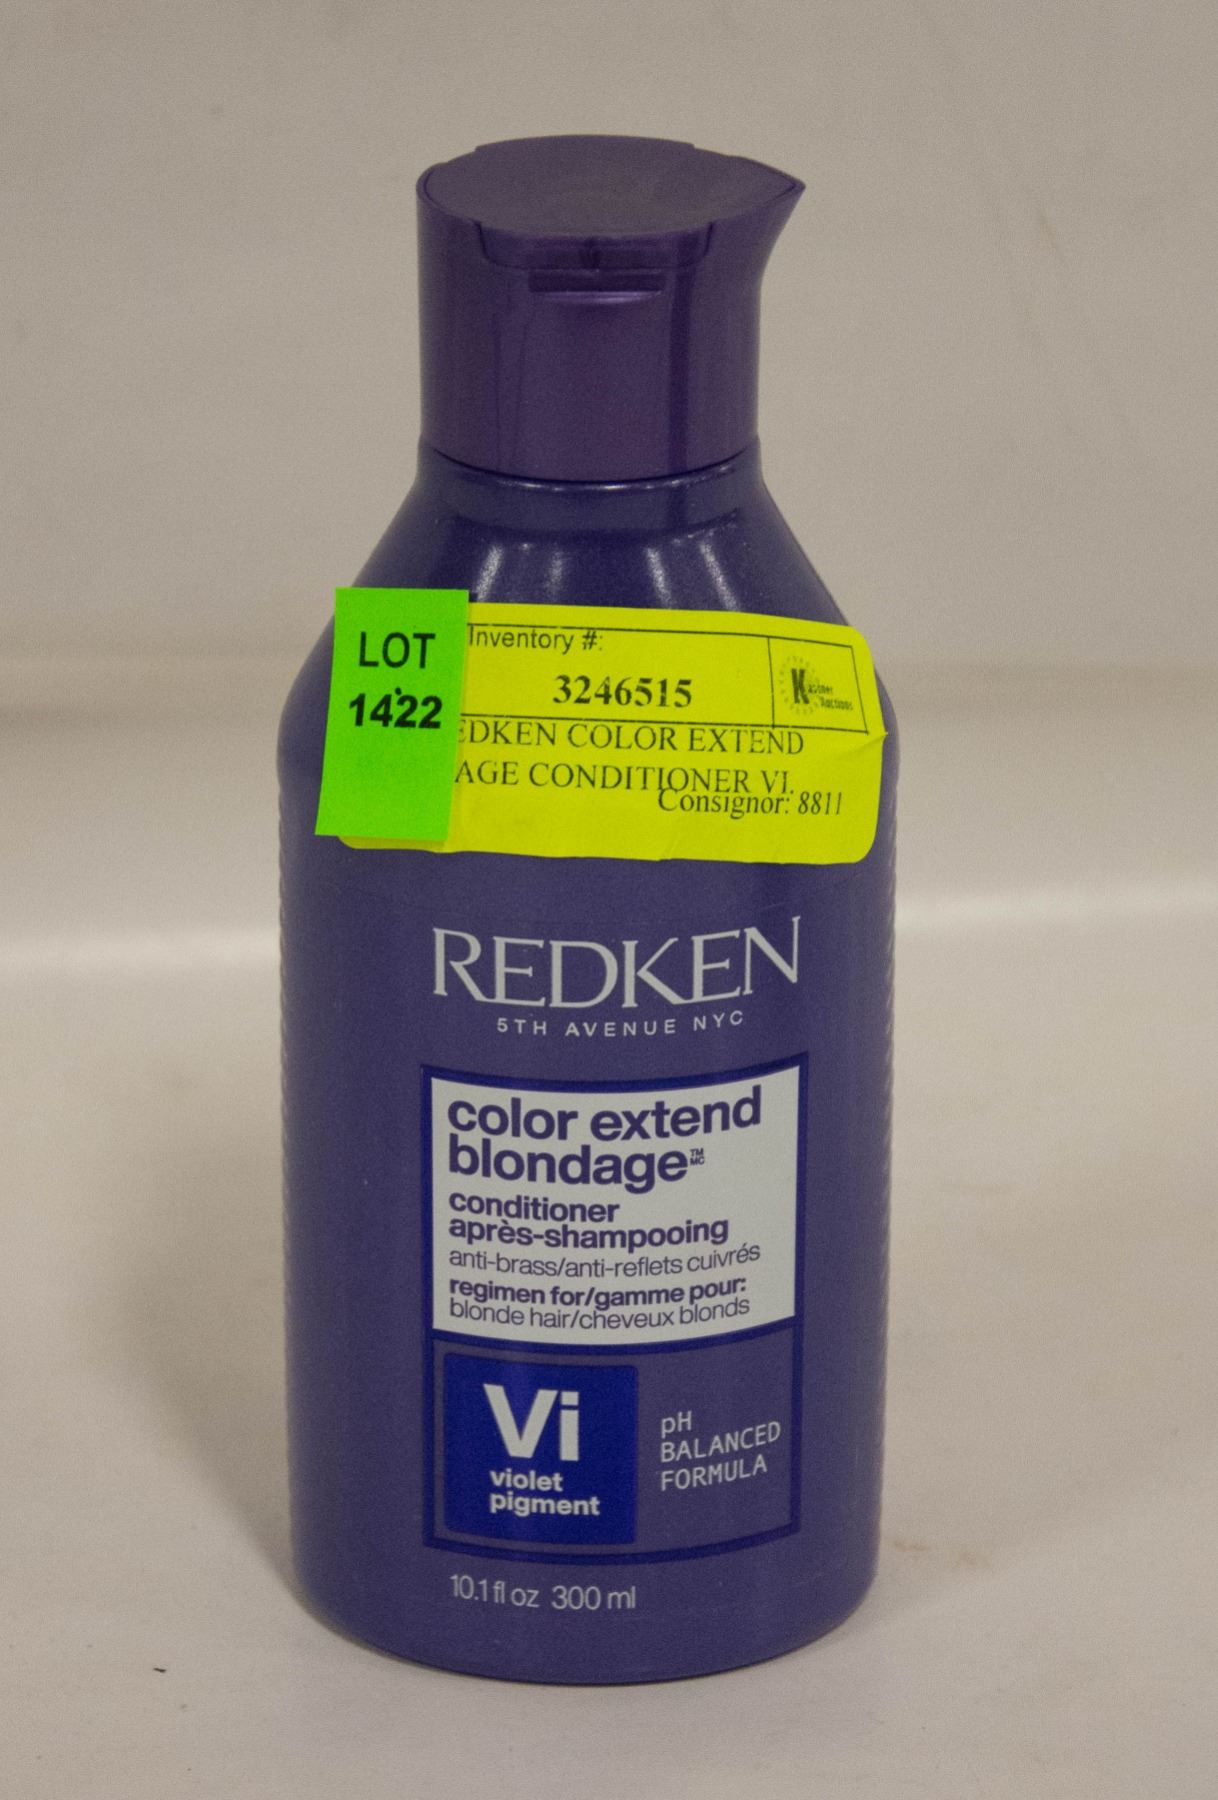 LOT
1422
Inventory #:
3246515
EDKEN COLOR EXTEND
AGE CONDITIONER VI.
Consignor: 8811
REDKEN
5TH AVENUE NYC
color extend
blondage™ MC
conditioner
après-shampooing
anti-brass/anti-reflets cuivrés
regimen for/gamme pour:
blonde hair/cheveux blonds
Vi
violet
pigment
pH
BALANCED
FORMULA
10.1 fl oz 300 ml